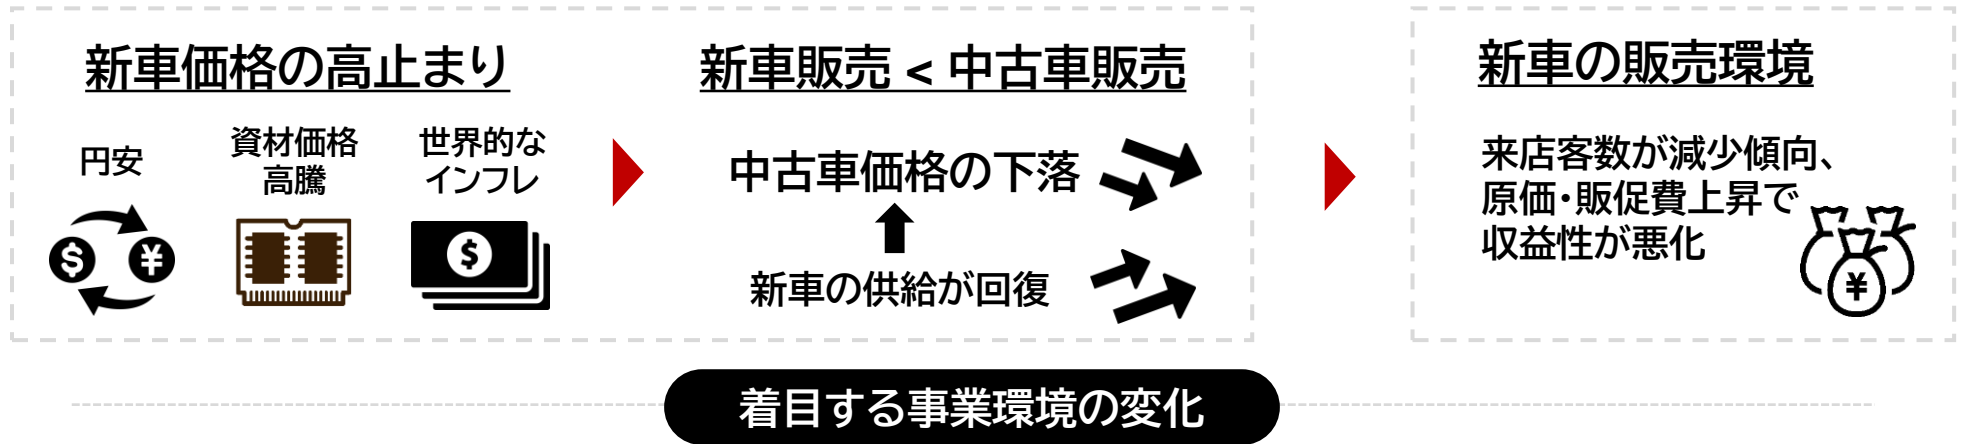 新車価格の高止まり
円安
資材価格
高騰
世界的な
インフレ
$
¥
$
新車販売 < 中古車販売
中古車価格の下落
新車の供給が回復
新車の販売環境
来店客数が減少傾向、
原価・販促費上昇で
収益性が悪化
¥
着目する事業環境の変化